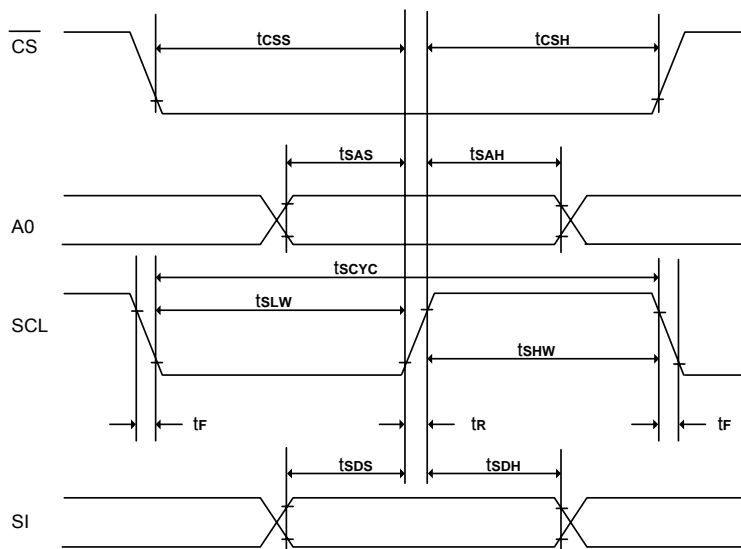 CS
tCSS
tCSH
tSAS
tSAH
A0
tSCYC
tSLW
SCL
tSHW
tF
tR
tF
tSDS
tSDH
SI